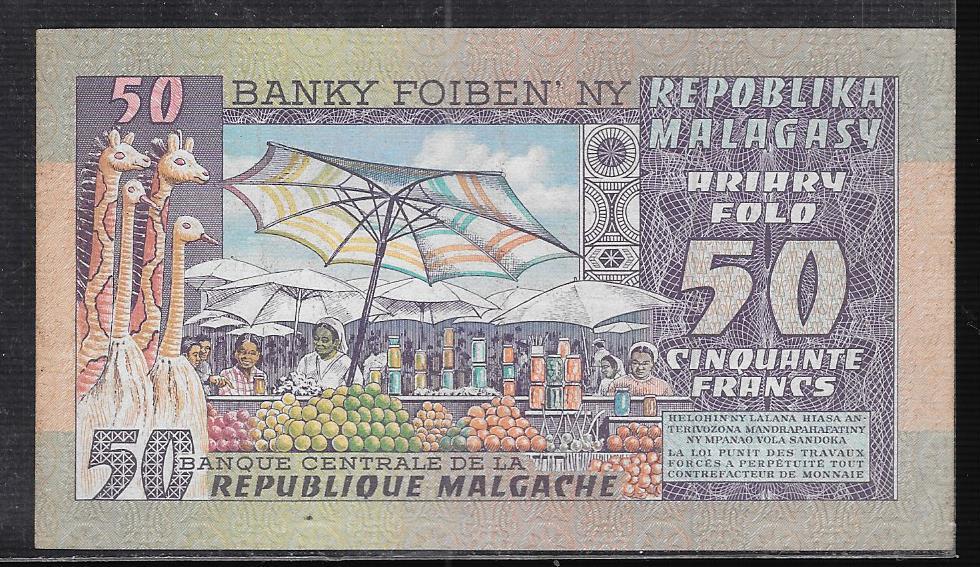 50
BANKY FOIBEN' NY
REPOBLIKA
MALAGASY
ARIARY
FOLO
50
CINQUANTE
FRANCS
HELOHIN'NY LALANA HIASA AN-
TERIVOZONA MANDRAPAHAFATINY
NY MPANAO VOLA SANDOKA
LA LOI PUNIT DES TRAVAUX
FORCÉS A PERPÉTUITÉ TOUT
CONTREFACTEUR DE MONNAIE
50
BANQUE CENTRALE DE LA
RÉPUBLIQUE MALGACHE